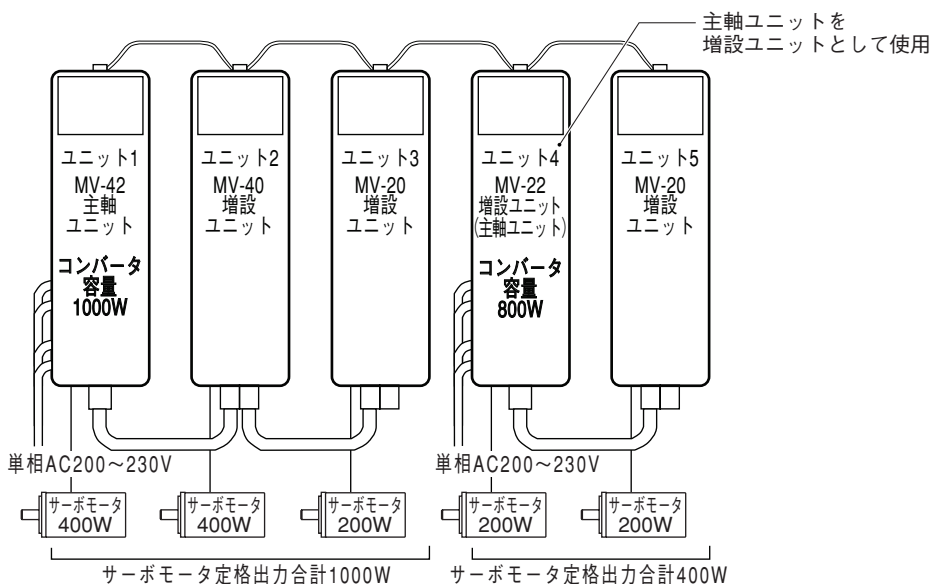 主軸ユニットを
増設ユニットとして使用
ユニット1
MV-42
主軸
ユニット
コンバータ
容量
1000W
ユニット2
MV-40
増設
ユニット
ユニット3
MV-20
増設
ユニット
ユニット4
MV-22
増設ユニット
(主軸ユニット)
コンバータ
容量
800W
ユニット5
MV-20
増設
ユニット
単相AC200～230V
単相AC200～230V
サーボモータ
400W
サーボモータ
400W
サーボモータ
200W
サーボモータ
200W
サーボモータ
200W
サーボモータ定格出力合計1000W
サーボモータ定格出力合計400W